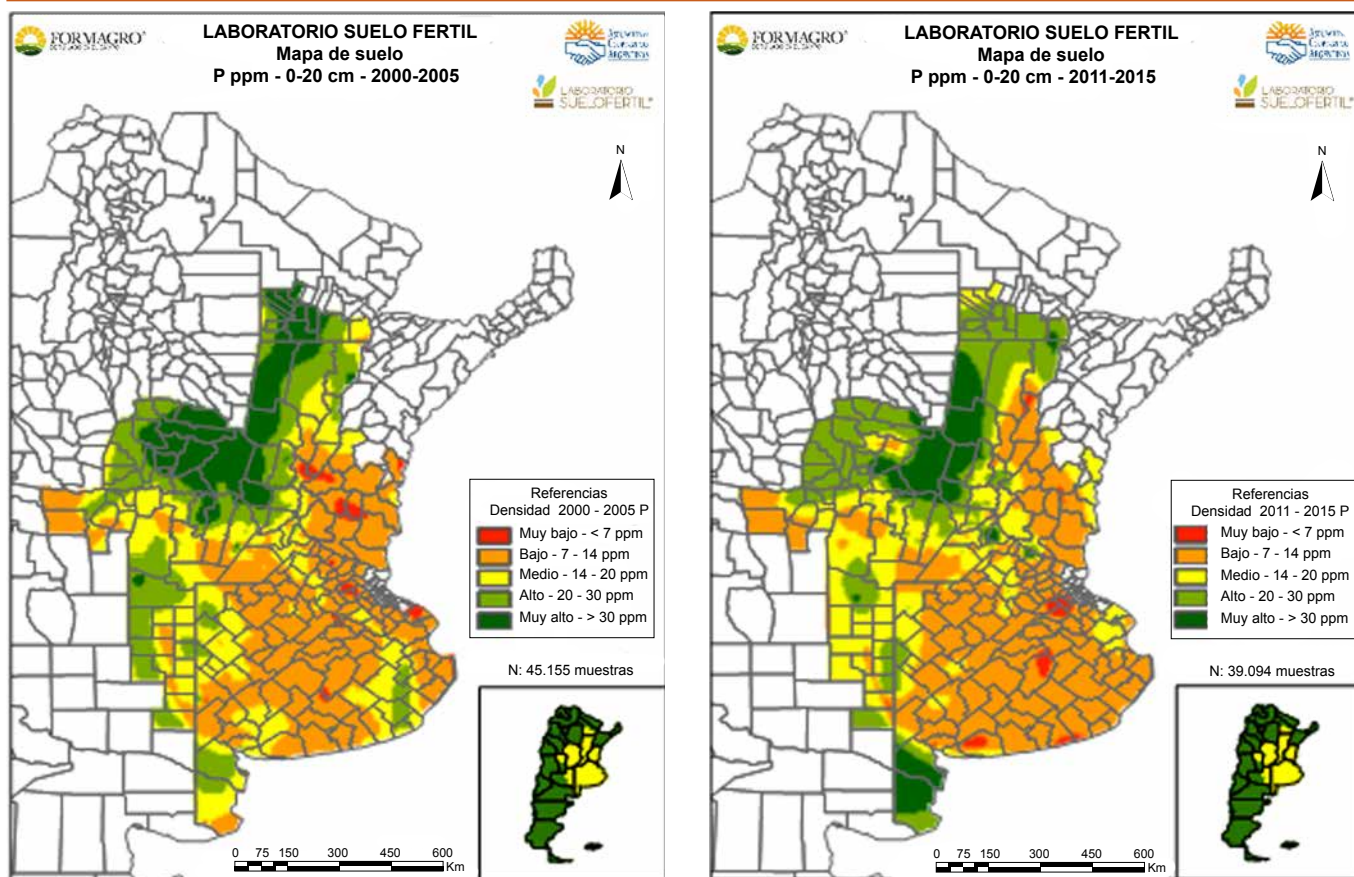 FORMAGRO
LABORATORIO SUELO FERTIL
Mapa de suelo
P ppm - 0-20 cm - 2000-2005
AGRICULTORES
COOPERATIVAS
ARGENTINAS
LABORATORIO
SUELOFERTIL
N
Referencias
Densidad 2000 - 2005 P
Muy bajo - < 7 ppm
Bajo - 7 - 14 ppm
Medio - 14 - 20 ppm
Alto - 20 - 30 ppm
Muy alto - > 30 ppm
N: 45.155 muestras
0 75 150 300 450 600
Km
FORMAGRO
LABORATORIO SUELO FERTIL
Mapa de suelo
P ppm - 0-20 cm - 2011-2015
ARGENTINAS
LABORATORIO
SUELOFERTIL
N
Referencias
Densidad 2011 - 2015 P
Muy bajo - < 7 ppm
Bajo - 7 - 14 ppm
Medio - 14 - 20 ppm
Alto - 20 - 30 ppm
Muy alto - > 30 ppm
N: 39.094 muestras
0 75 150 300 450 600
Km